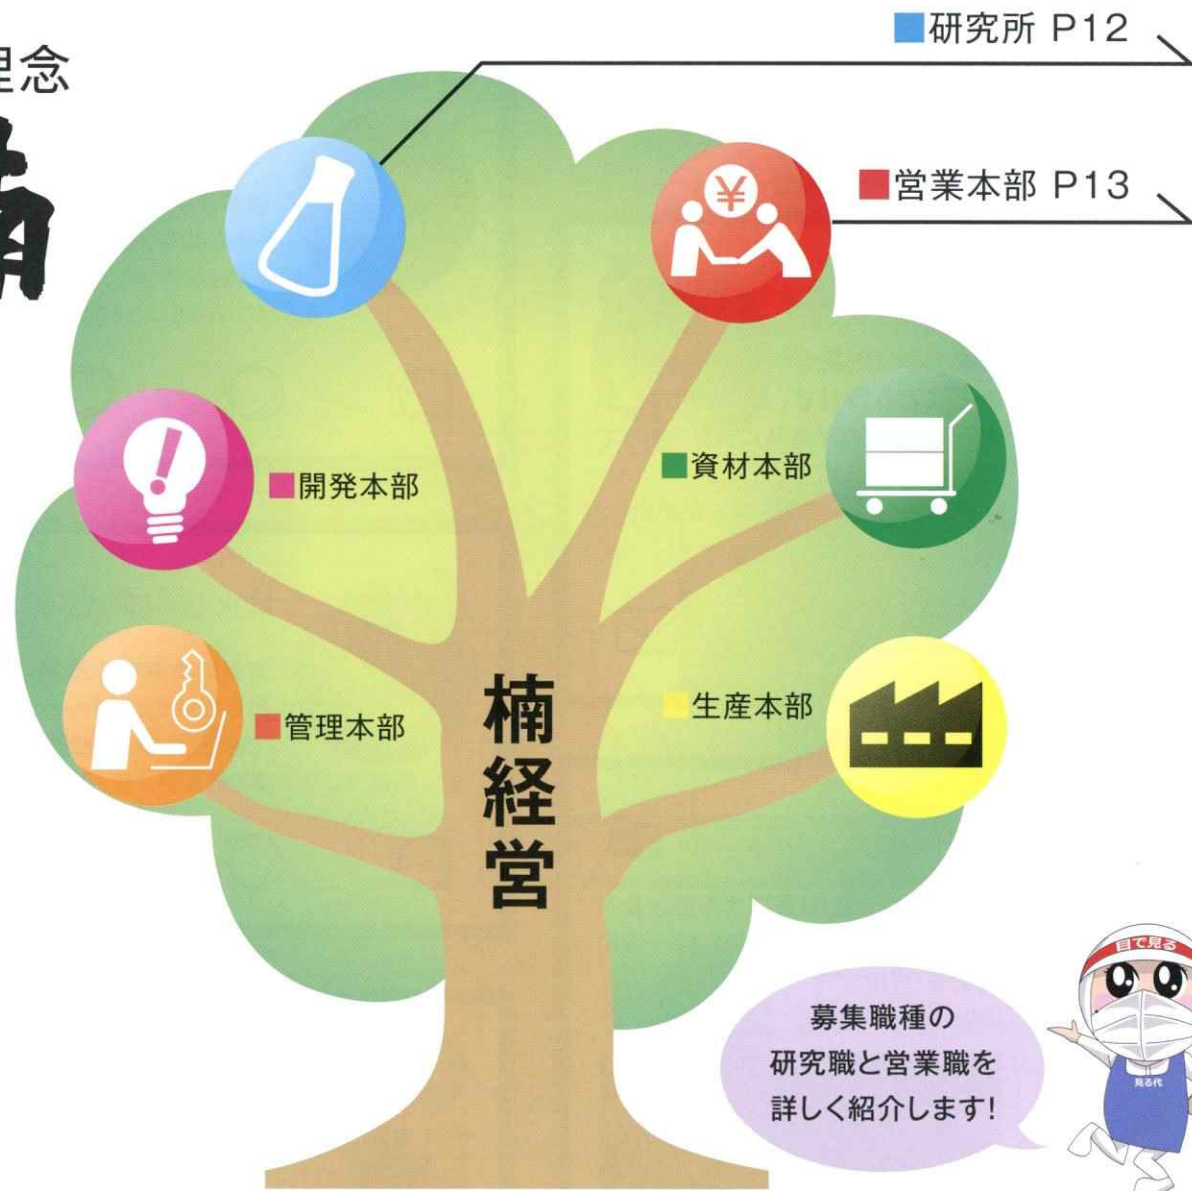 理念
楠
■研究所 P12
■営業本部 P13
■開発本部
■資材本部
■管理本部
■生産本部
楠経営
¥
目で見る
見る代
募集職種の
研究職と営業職を
詳しく紹介します!